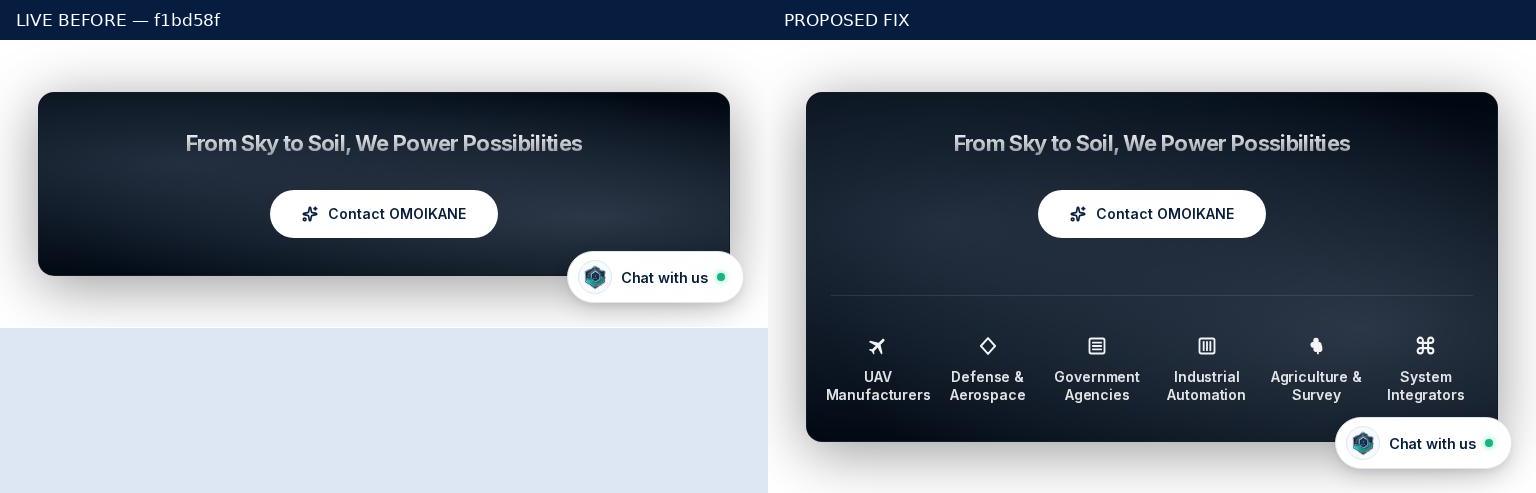 LIVE BEFORE — f1bd58f
From Sky to Soil, We Power Possibilities
Contact OMOIKANE
Chat with us
PROPOSED FIX
From Sky to Soil, We Power Possibilities
Contact OMOIKANE
UAV
Manufacturers
Defense &
Aerospace
Government
Agencies
Industrial
Automation
Agriculture &
Survey
System
Integrators
Chat with us